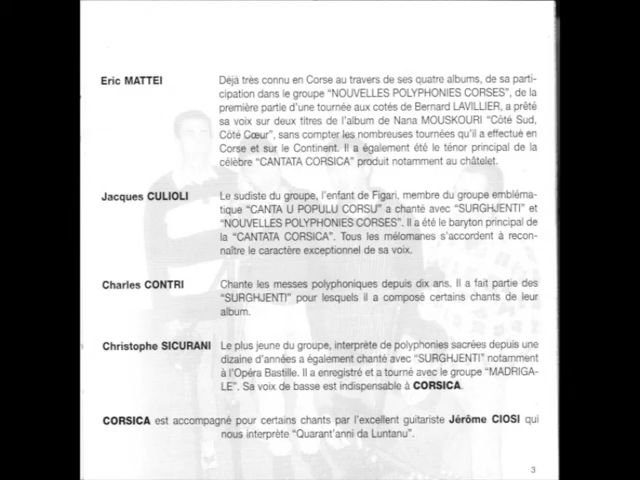 Eric MATTEI Déjà très connu en Corse au travers de ses quatre albums, de sa parti-
cipation dans le groupe "NOUVELLES POLYPHONIES CORSES", de la
première partie d'une tournée aux cotés de Bernard LAVILLIER, a prêté
sa voix sur deux titres de l'album de Nana MOUSKOURI "Côté Sud,
Côté Cœur", sans compter les nombreuses tournées qu'il a effectué en
Corse et sur le Continent. Il a également été le ténor principal de la
célèbre "CANTATA CORSICA" produit notamment au châtelet.
Jacques CULIOLI Le sudiste du groupe, l'enfant de Figari, membre du groupe embléma-
tique "CANTA U POPULU CORSU" a chanté avec "SURGHJENTI" et
"NOUVELLES POLYPHONIES CORSES". Il a été le baryton principal de
la "CANTATA CORSICA". Tous les mélomanes s'accordent à recon-
naître le caractère exceptionnel de sa voix.
Charles CONTRI Chante les messes polyphoniques depuis dix ans. Il a fait partie des
"SURGHJENTI" pour lesquels il a composé certains chants de leur
album.
Christophe SICURANI Le plus jeune du groupe, interprète de polyphonies sacrées depuis une
dizaine d'années a également chanté avec "SURGHJENTI" notamment
à l'Opéra Bastille. Il a enregistré et a tourné avec le groupe "MADRIGA-
LE". Sa voix de basse est indispensable à CORSICA.
CORSICA est accompagné pour certains chants par l'excellent guitariste Jérôme CIOSI qui
nous interprète "Quarant'anni da Luntanu".
3